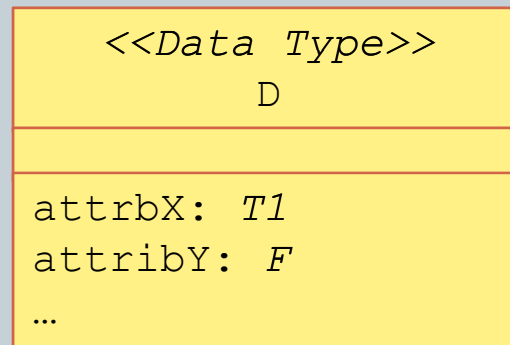 <<Data Type>>
D
attrbX: T1
attribY: F
…